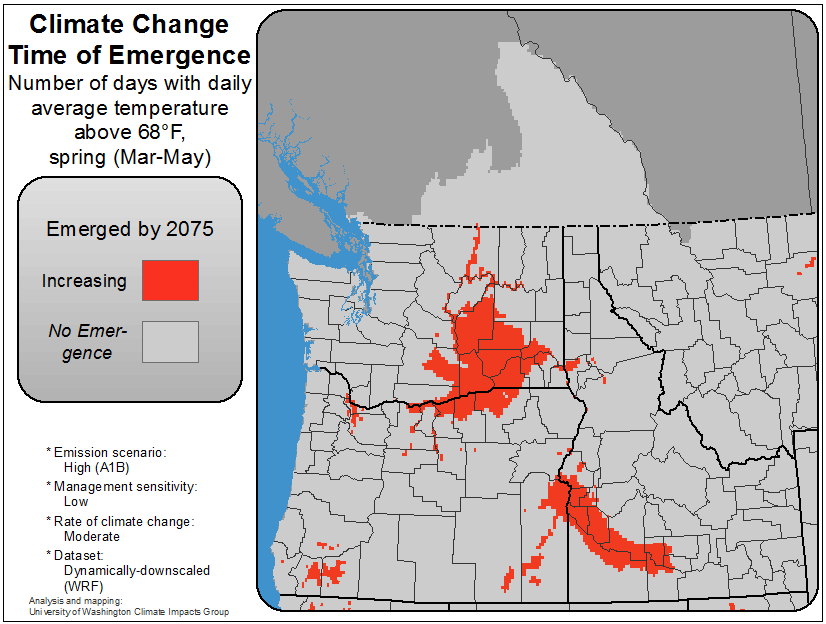 Climate Change
Time of Emergence
Number of days with daily
average temperature
above 68°F,
spring (Mar-May)
Emerged by 2075
Increasing
No Emer-
gence
* Emission scenario:
High (A1B)
* Management sensitivity:
Low
* Rate of climate change:
Moderate
* Dataset:
Dynamically-downscaled
(WRF)
Analysis and mapping:
University of Washington Climate Impacts Group